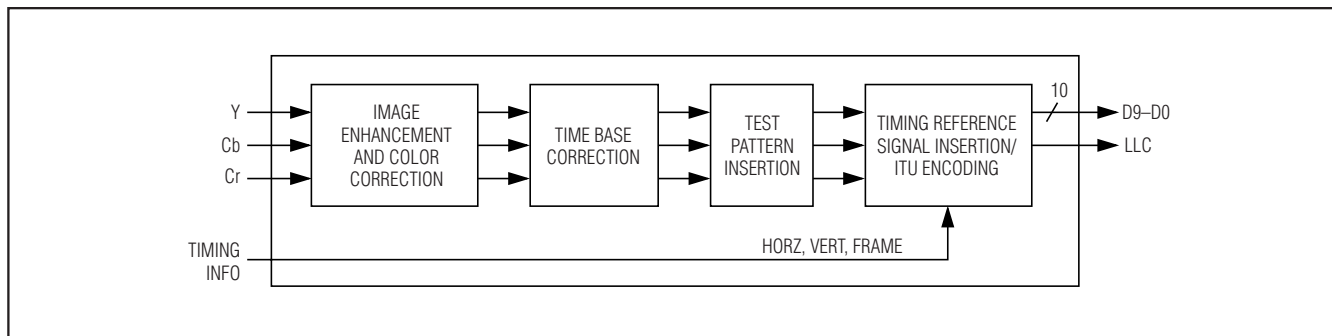 Y
Cb
Cr
IMAGE
ENHANCEMENT
AND COLOR
CORRECTION
TIME BASE
CORRECTION
TEST
PATTERN
INSERTION
TIMING REFERENCE
SIGNAL INSERTION/
ITU ENCODING
10
D9–D0
LLC
TIMING
INFO
HORZ, VERT, FRAME